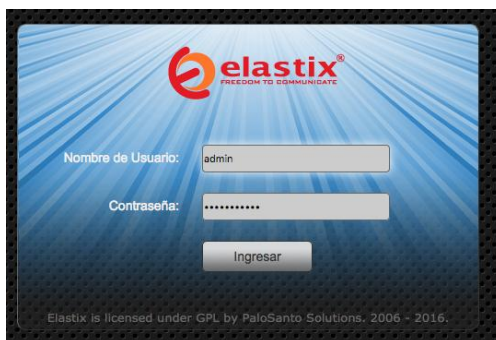 elastix®
FREEDOM TO COMMUNICATE
Nombre de Usuario: admin
Contraseña: •••••••••••
Ingresar
Elastix is licensed under GPL by PaloSanto Solutions. 2006 - 2016.